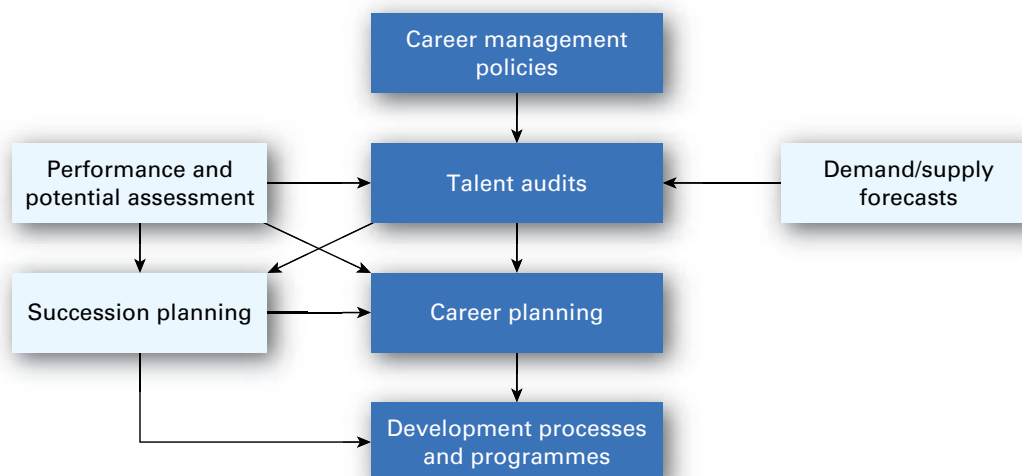 Career management
policies
Performance and
potential assessment
Talent audits
Demand/supply
forecasts
Succession planning
Career planning
Development processes
and programmes